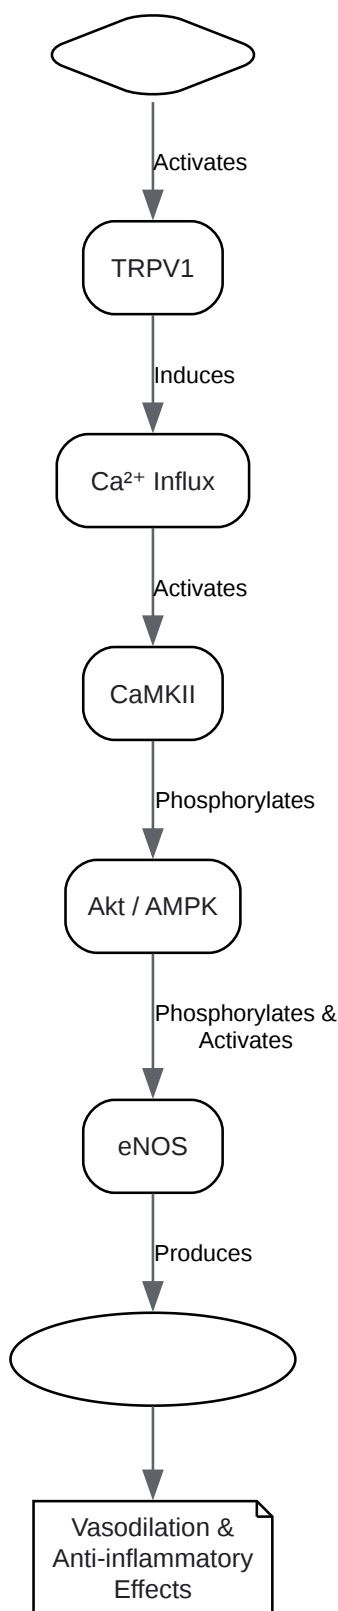 Activates
TRPV1
Induces
Ca²⁺ Influx
Activates
CaMKII
Phosphorylates
Akt / AMPK
Phosphorylates &
Activates
eNOS
Produces
Vasodilation &
Anti-inflammatory
Effects